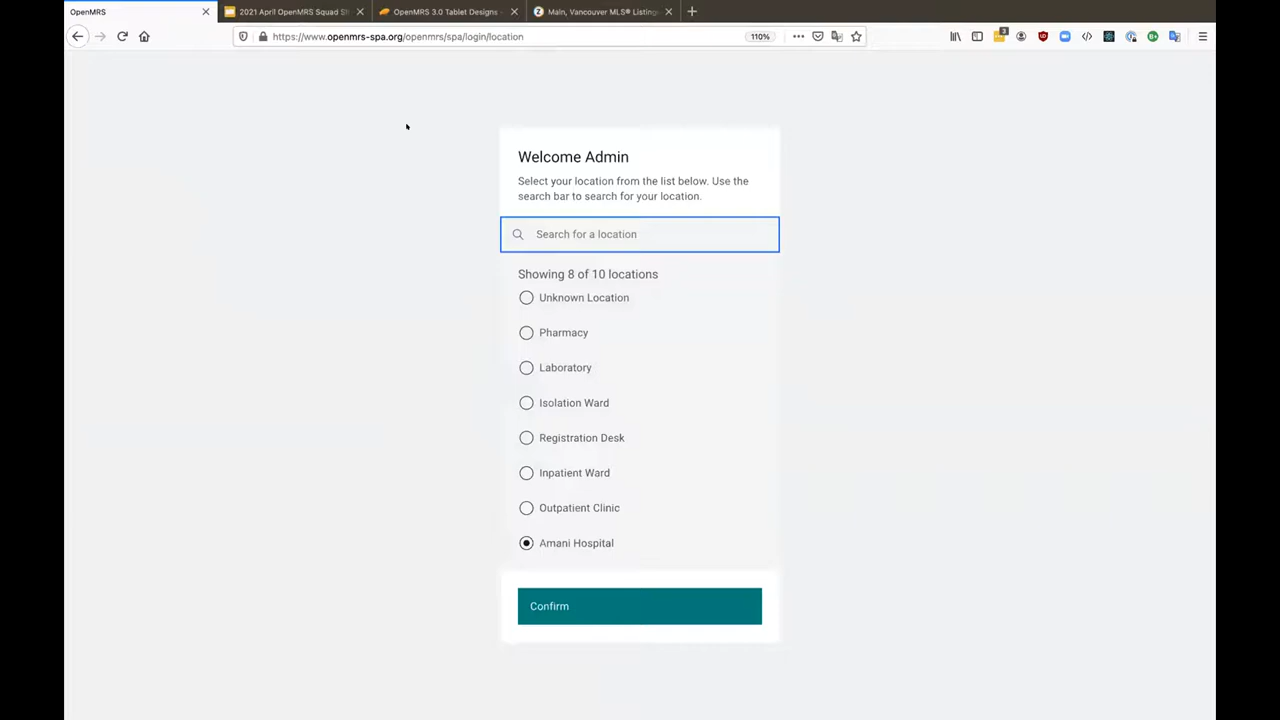 OpenMRS
2021 April OpenMRS Squad Sh
OpenMRS 3.0 Tablet Designs -
Main, Vancouver MLS® Listing
https://www.openmrs-spa.org/openmrs/spa/login/location
110%
Welcome Admin
Select your location from the list below. Use the
search bar to search for your location.
Search for a location
Showing 8 of 10 locations
Unknown Location
Pharmacy
Laboratory
Isolation Ward
Registration Desk
Inpatient Ward
Outpatient Clinic
Amani Hospital
Confirm